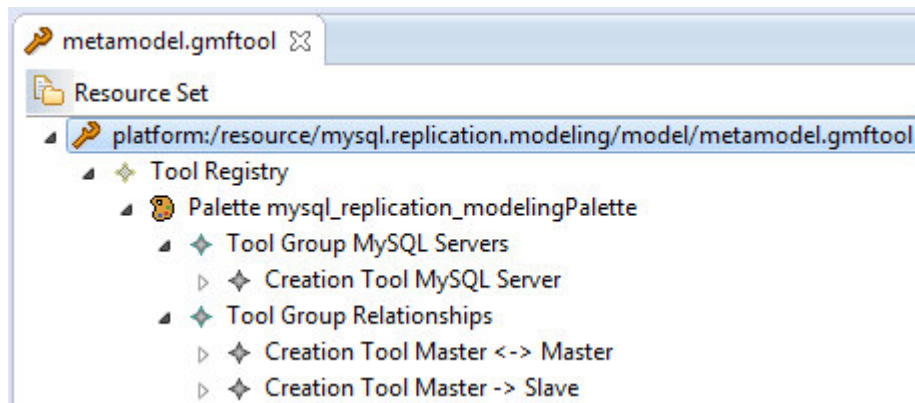 metamodel.gmftool
Resource Set
platform:/resource/mysql.replication.modeling/model/metamodel.gmftool
Tool Registry
Palette mysql_replication_modelingPalette
Tool Group MySQL Servers
Creation Tool MySQL Server
Tool Group Relationships
Creation Tool Master <-> Master
Creation Tool Master -> Slave